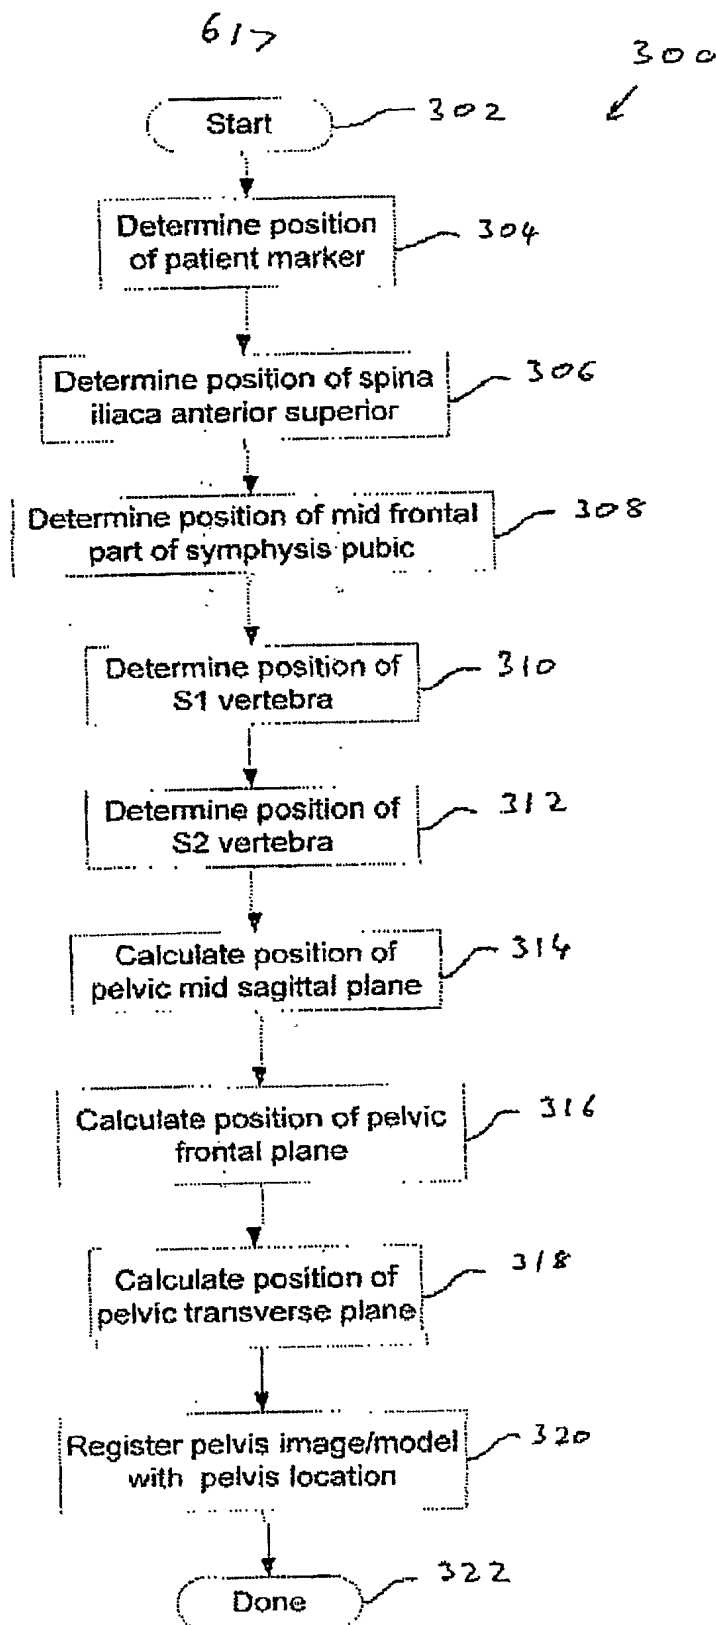 617
300
Start
302
Determine position
of patient marker
304
Determine position of spina
iliaca anterior superior
306
Determine position of mid frontal
part of symphysis pubic
308
Determine position of
S1 vertebra
310
Determine position of
S2 vertebra
312
Calculate position of
pelvic mid sagittal plane
314
Calculate position of pelvic
frontal plane
316
Calculate position of
pelvic transverse plane
318
Register pelvis image/model
with pelvis location
320
Done
322